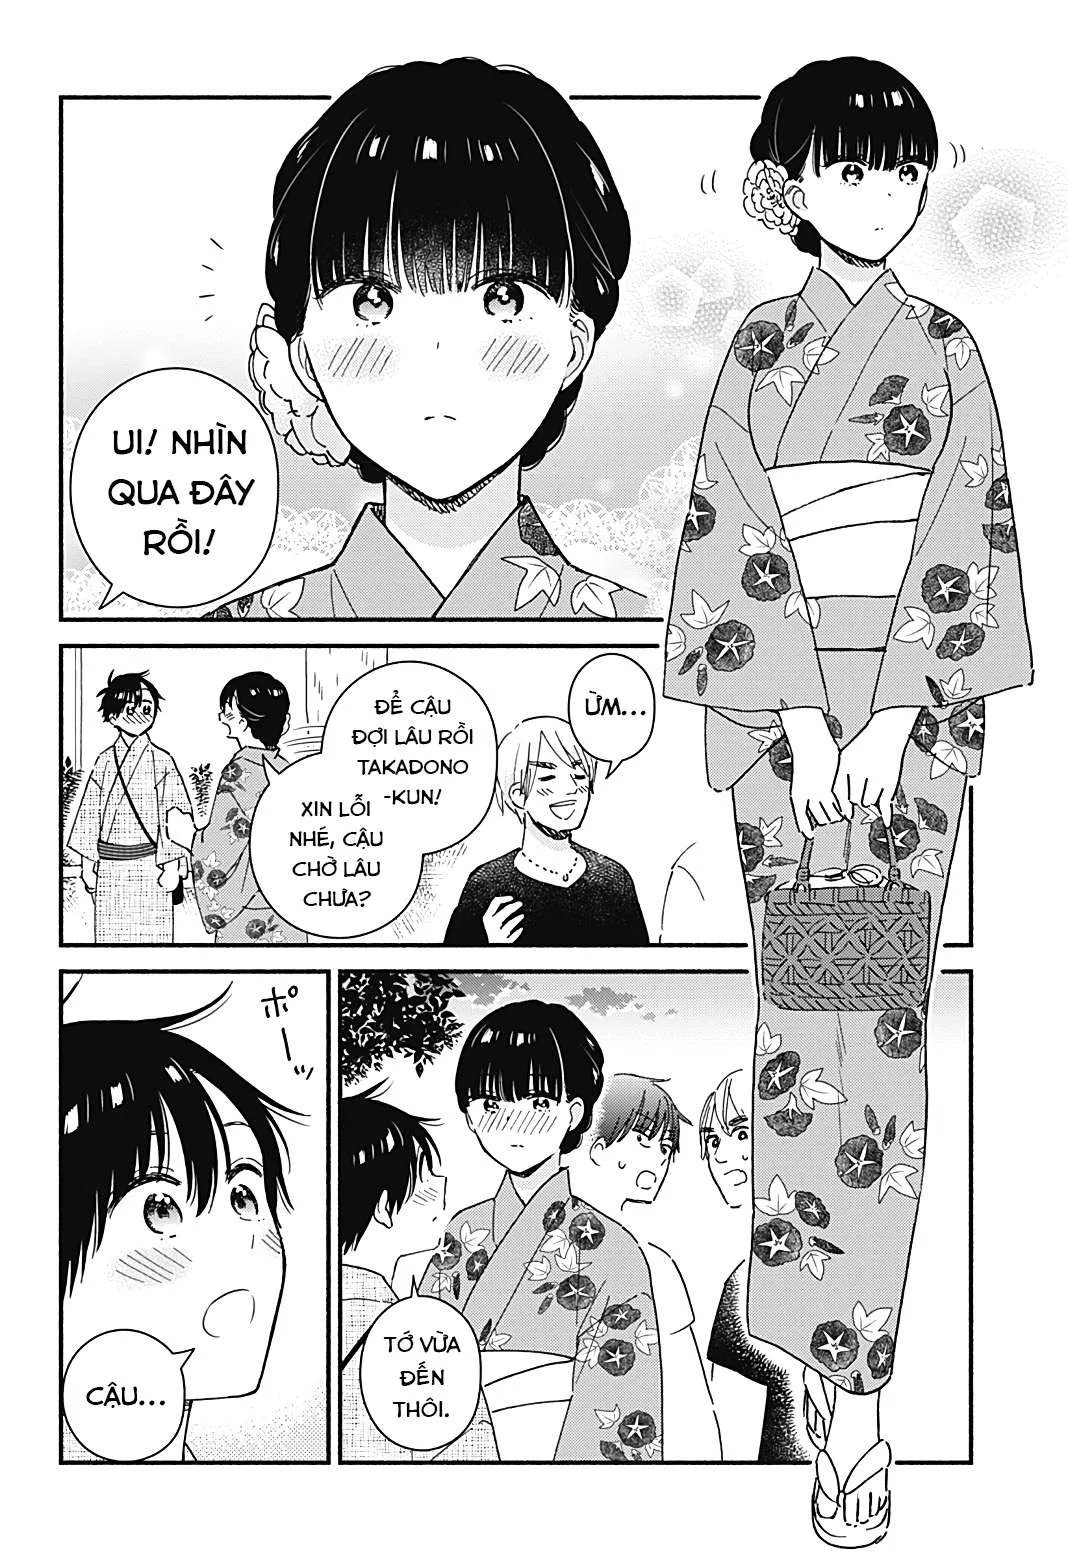 UI! NHÌN
QUA ĐÂY
RỒI!
ỪM...
ĐỂ CẬU
ĐỢI LÂU RỒI
TAKADONO
-KUN!
XIN LỖI
NHÉ, CẬU
CHỜ LÂU
CHƯA?
TỚ VỪA
ĐẾN
THÔI.
ポーッ
CẬU...